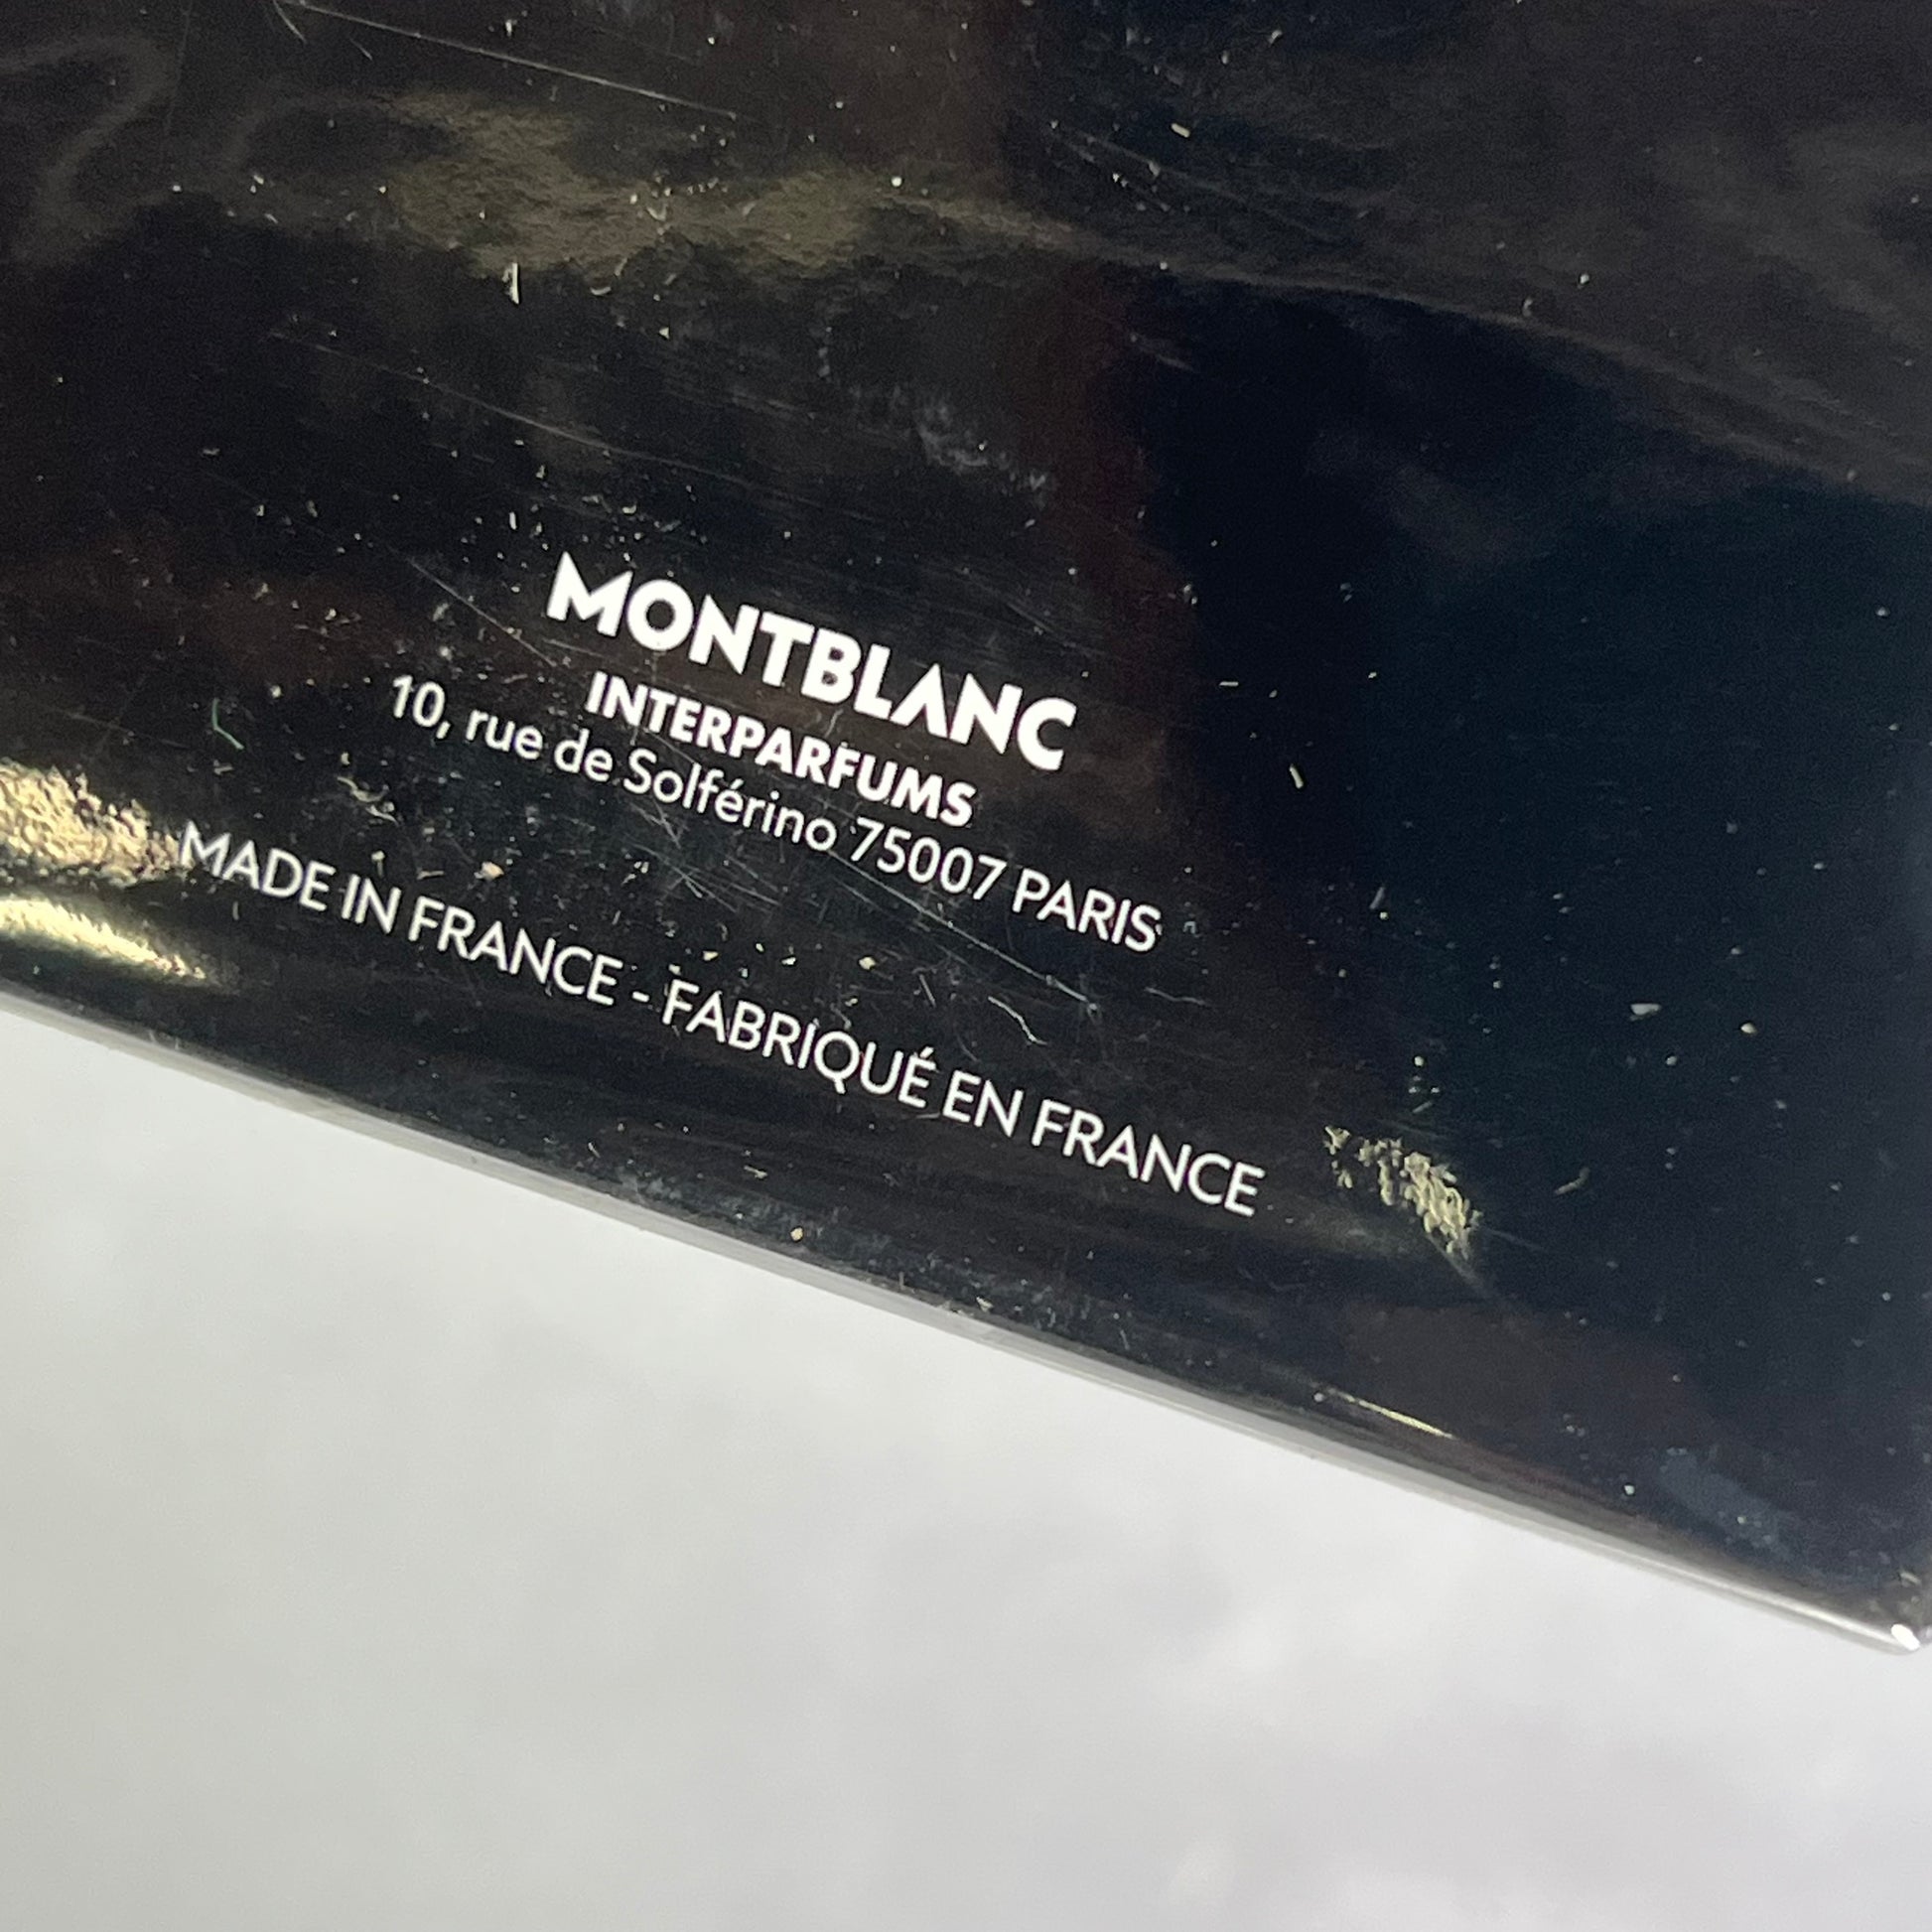 MONTBLANC
INTERPARFUMS
10, rue de Solférino 75007 PARIS
MADE IN FRANCE - FABRIQUÉ EN FRANCE